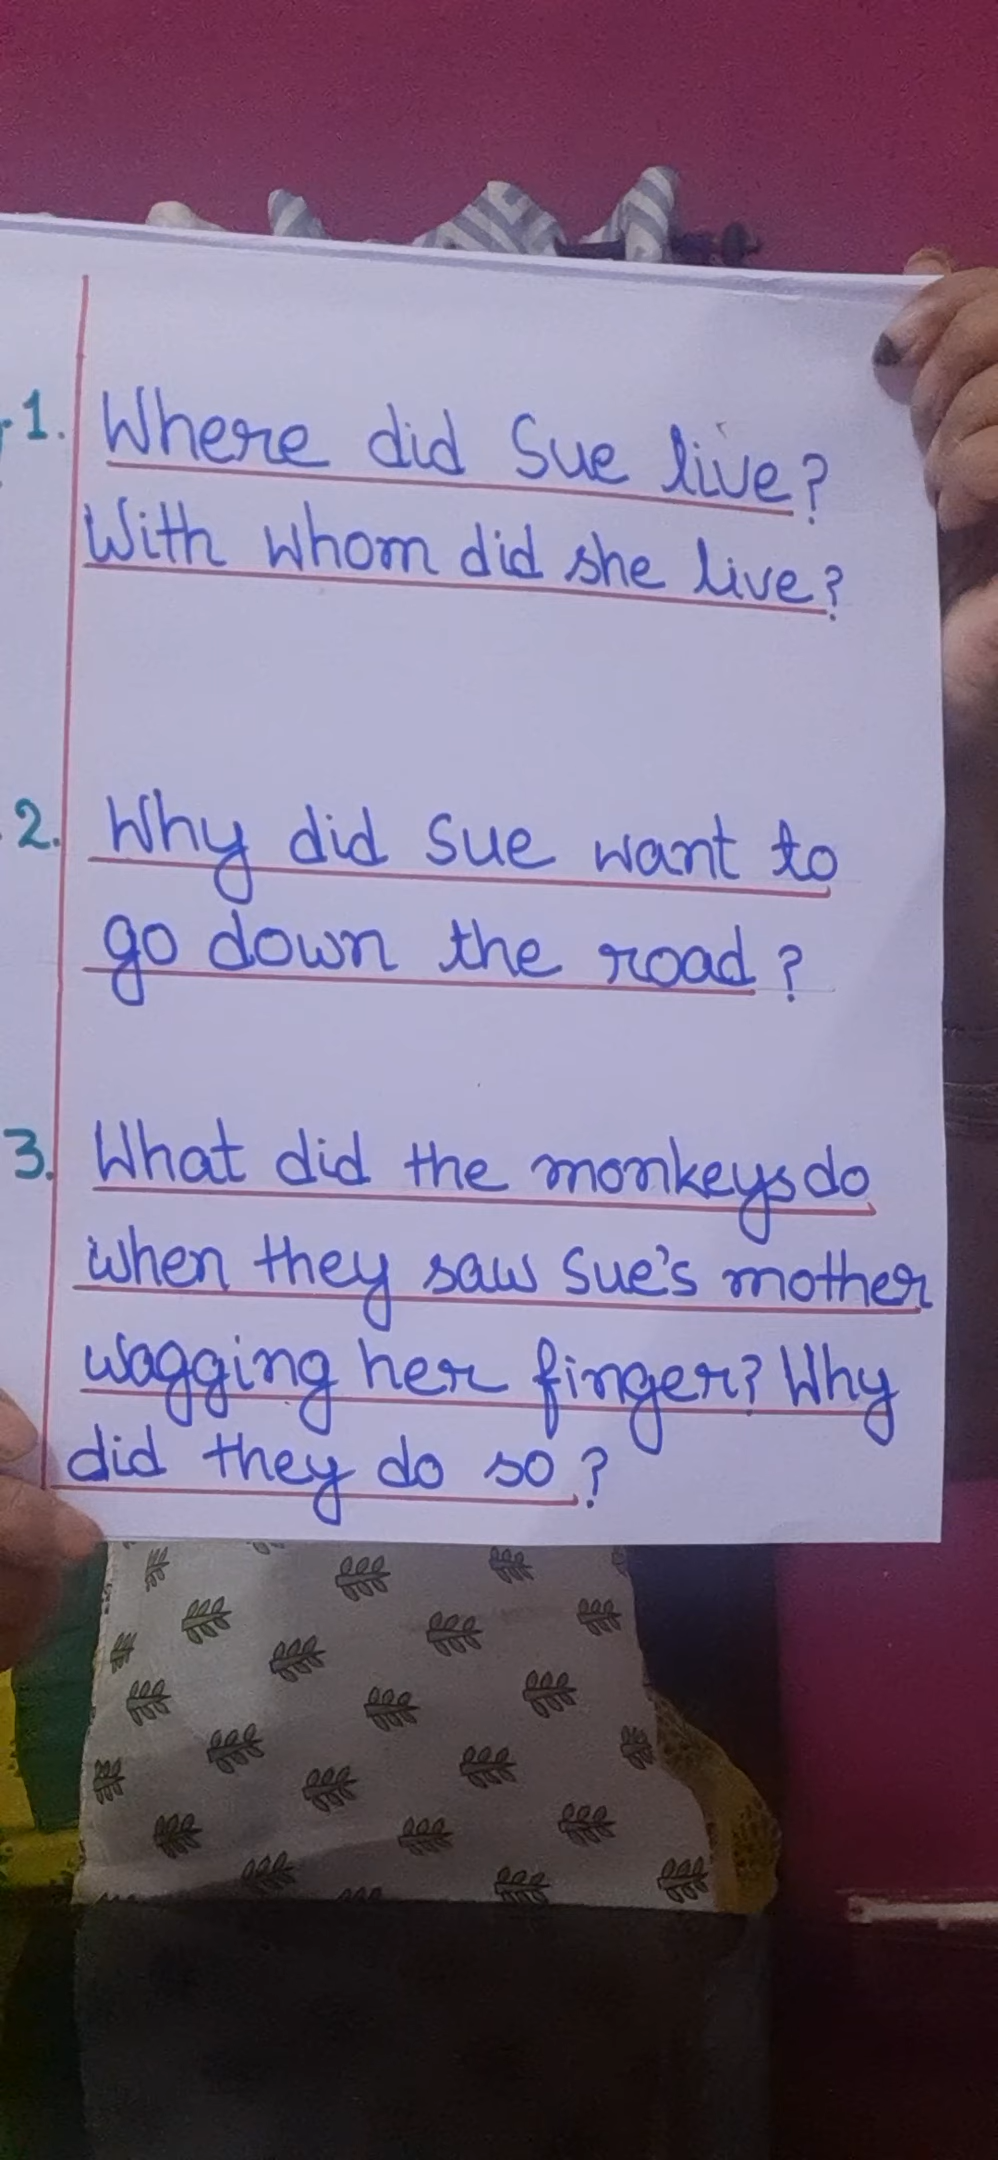 1. Where did Sue live?
With whom did she live?
2. Why did Sue want to
go down the road?
3. What did the monkeys do
when they saw Sue's mother
wagging her finger? Why
did they do so?